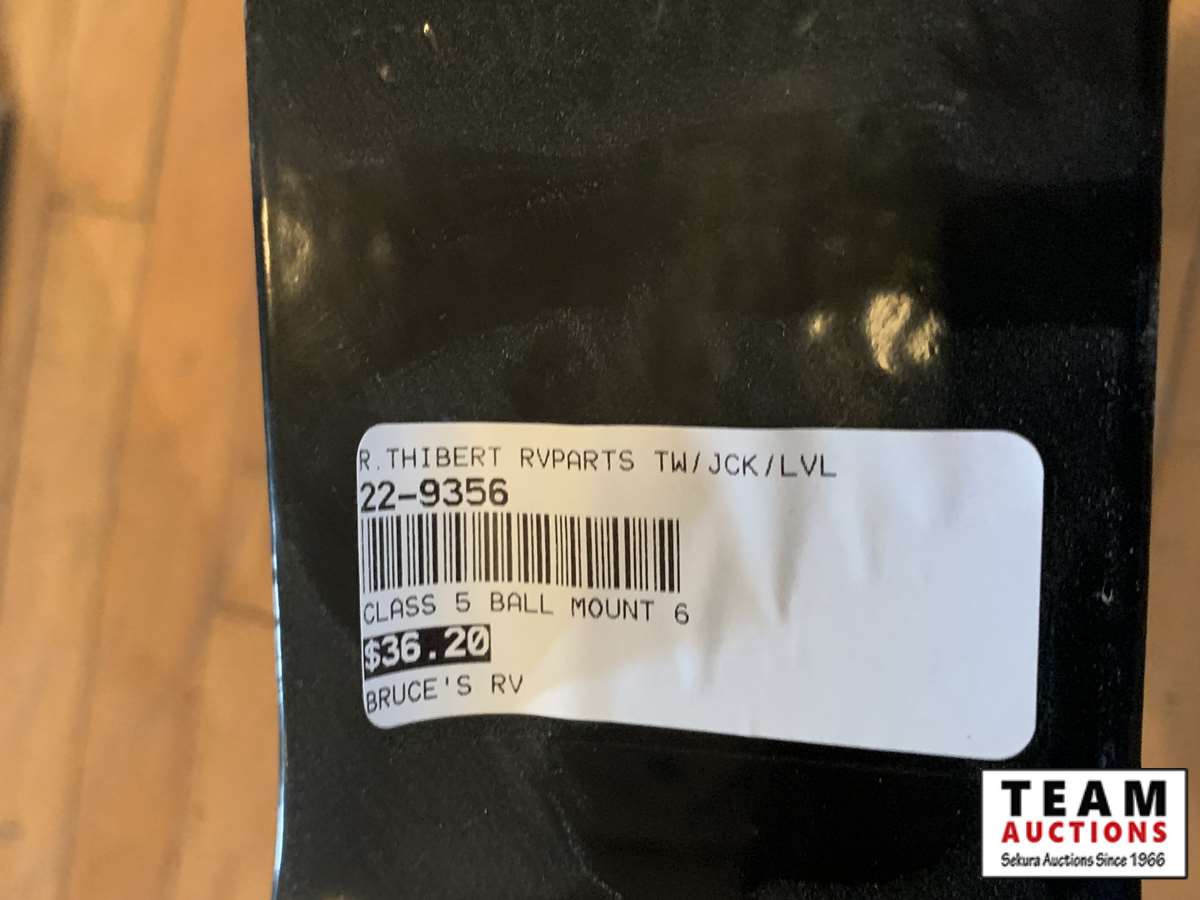 R.THIBERT RVPARTS TW/JCK/LVL
22-9356
CLASS 5 BALL MOUNT 6
$36.20
BRUCE'S RV
TEAM
AUCTIONS
Sekura Auctions Since 1966